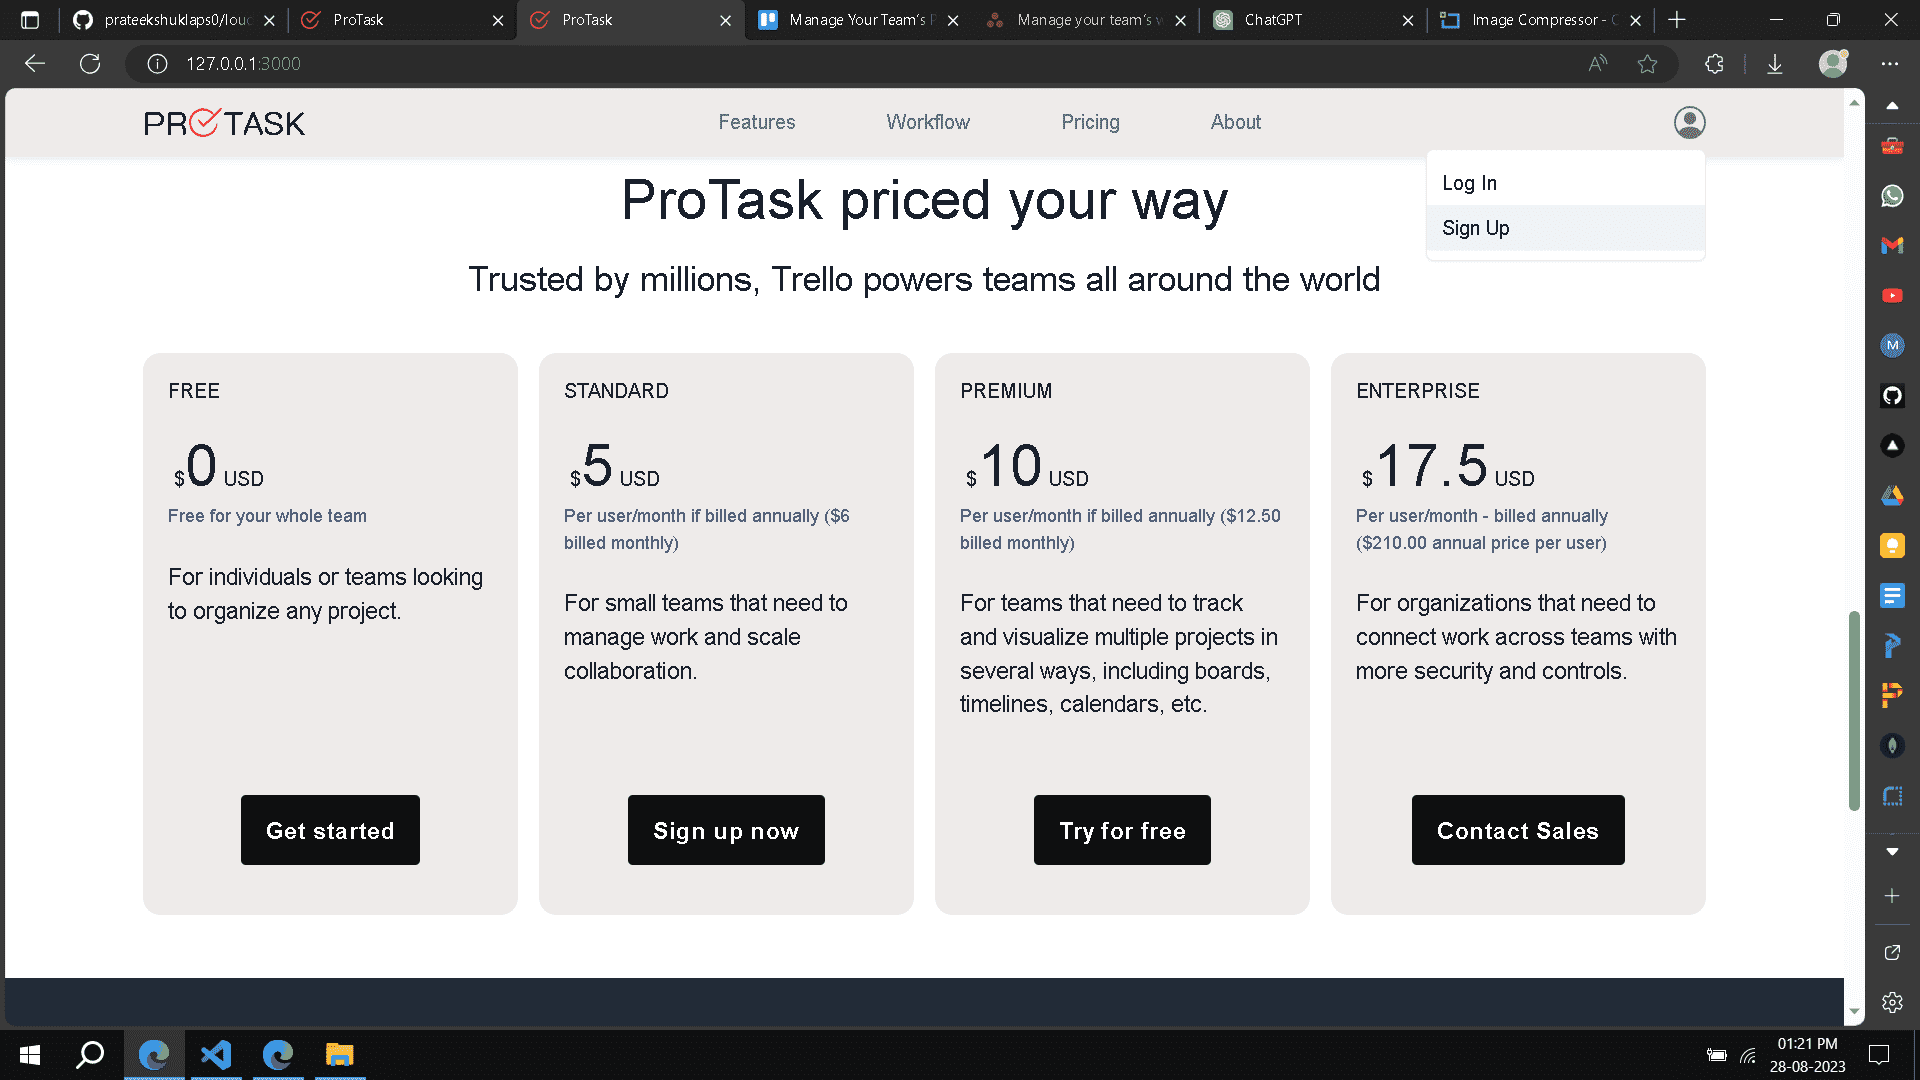 prateekshuklaps0/louc
ProTask
ProTask
Manage Your Team's P
Manage your team's w
ChatGPT
Image Compressor - C
127.0.0.1:3000
PROTASK
Features
Workflow
Pricing
About
Log In
Sign Up
ProTask priced your way
Trusted by millions, Trello powers teams all around the world
FREE
$0 USD
Free for your whole team
For individuals or teams looking
to organize any project.
Get started
STANDARD
$5 USD
Per user/month if billed annually ($6
billed monthly)
For small teams that need to
manage work and scale
collaboration.
Sign up now
PREMIUM
$10 USD
Per user/month if billed annually ($12.50
billed monthly)
For teams that need to track
and visualize multiple projects in
several ways, including boards,
timelines, calendars, etc.
Try for free
ENTERPRISE
$17.5 USD
Per user/month - billed annually
($210.00 annual price per user)
For organizations that need to
connect work across teams with
more security and controls.
Contact Sales
M
01:21 PM
28-08-2023